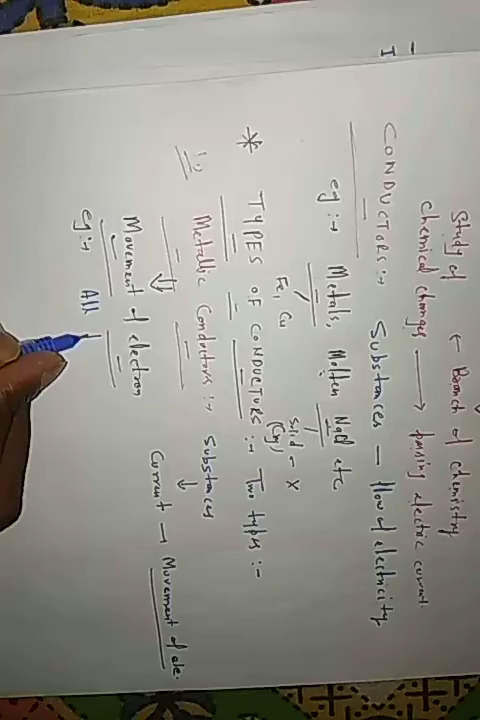 Study of ← Branch of chemistry
chemical changes → passing electric current
CONDUCTORS :→ Substances – flow of electricity
eg :→ Metals, Molten NaCl etc.
Fe, Cu
solid – X
* TYPES OF CONDUCTORS :→ Two types :–
i) Metallic Conductors :→ Substances
↓ ↓
Current → Movement of ele.
Movement of electron
eg :→ All